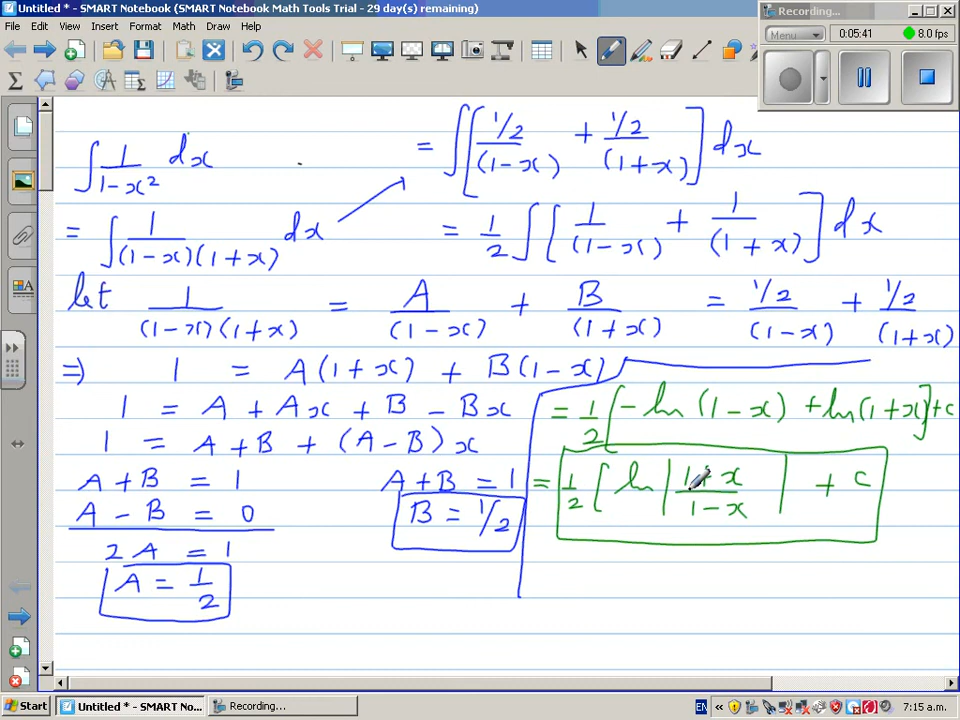 Untitled * - SMART Notebook (SMART Notebook Math Tools Trial - 29 day(s) remaining)
Recording...
File Edit View Insert Format Math Draw Help
Menu
0:05:41
8.0 fps
∫ 1/(1-x²) dx
= ∫ [ ½/(1-x) + ½/(1+x) ] dx
= ∫ 1/((1-x)(1+x)) dx
= 1/2 ∫ [ 1/(1-x) + 1/(1+x) ] dx
let 1/((1-x)(1+x)) = A/(1-x) + B/(1+x) = ½/(1-x) + ½/(1+x)
⇒ 1 = A(1+x) + B(1-x)
1 = A + Ax + B - Bx
1 = A+B + (A-B)x
A+B = 1
A - B = 0
2A = 1
A = 1/2
A+B = 1
B = ½
= 1/2 [ -ln(1-x) + ln(1+x) ] + c
= 1/2 [ ln | (1+x)/(1-x) | + c
Start
Untitled * - SMART No...
Recording...
EN
7:15 a.m.